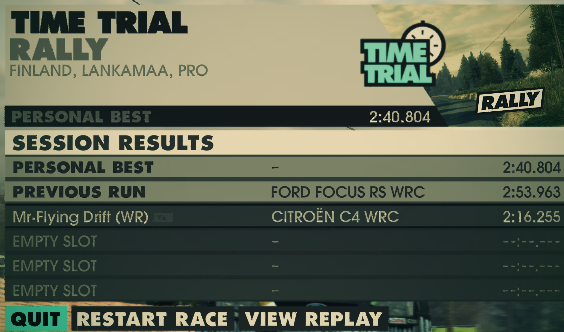 TIME TRIAL
RALLY
FINLAND, LANKAMAA, PRO
TIME TRIAL
RALLY
PERSONAL BEST 2:40.804
SESSION RESULTS
PERSONAL BEST – 2:40.804
PREVIOUS RUN FORD FOCUS RS WRC 2:53.963
Mr-Flying Drift (WR) CITROËN C4 WRC 2:16.255
EMPTY SLOT – --:--.---
EMPTY SLOT – --:--.---
EMPTY SLOT – --:--.---
QUIT RESTART RACE VIEW REPLAY